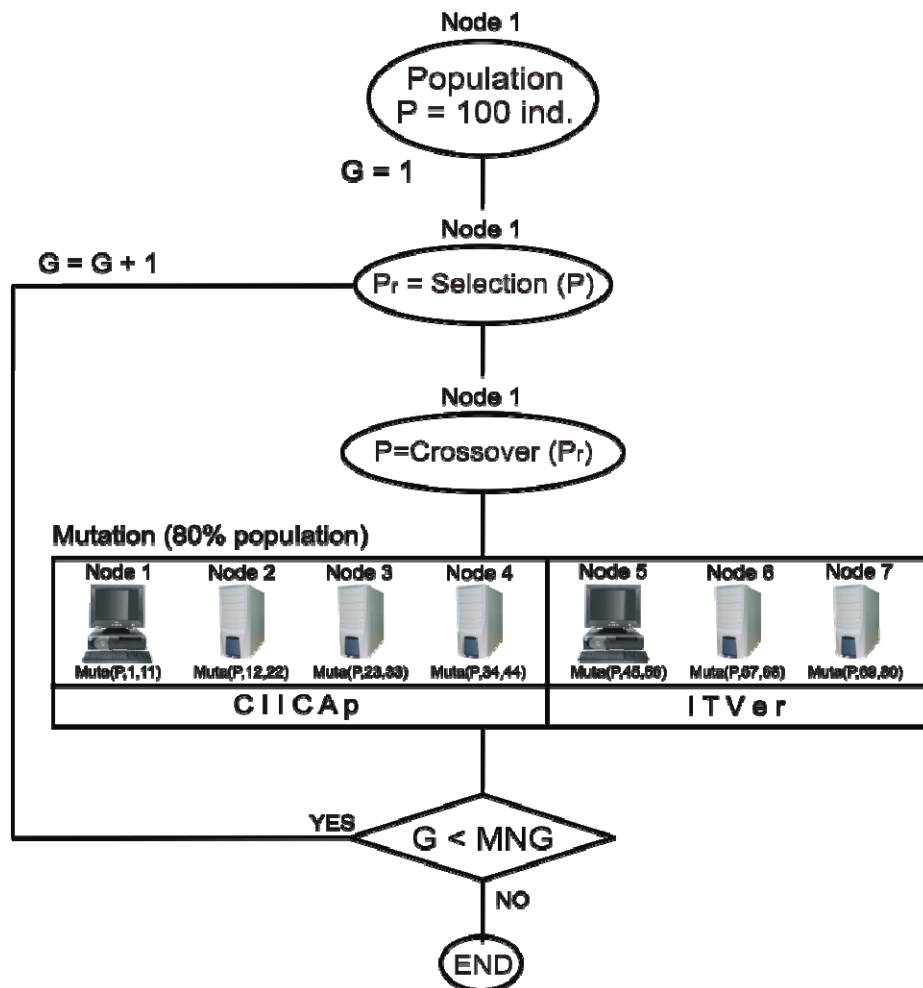 Node 1
Population
P = 100 ind.
G = 1
Node 1
G = G + 1
Pr = Selection (P)
Node 1
P=Crossover (Pr)
Mutation (80% population)
Node 1 Node 2 Node 3 Node 4 Node 5 Node 6 Node 7
Muta(P,1,11) Muta(P,12,22) Muta(P,23,33) Muta(P,34,44) Muta(P,45,56) Muta(P,57,68) Muta(P,69,80)
C I I C A p I T V e r
YES
G < MNG
NO
END